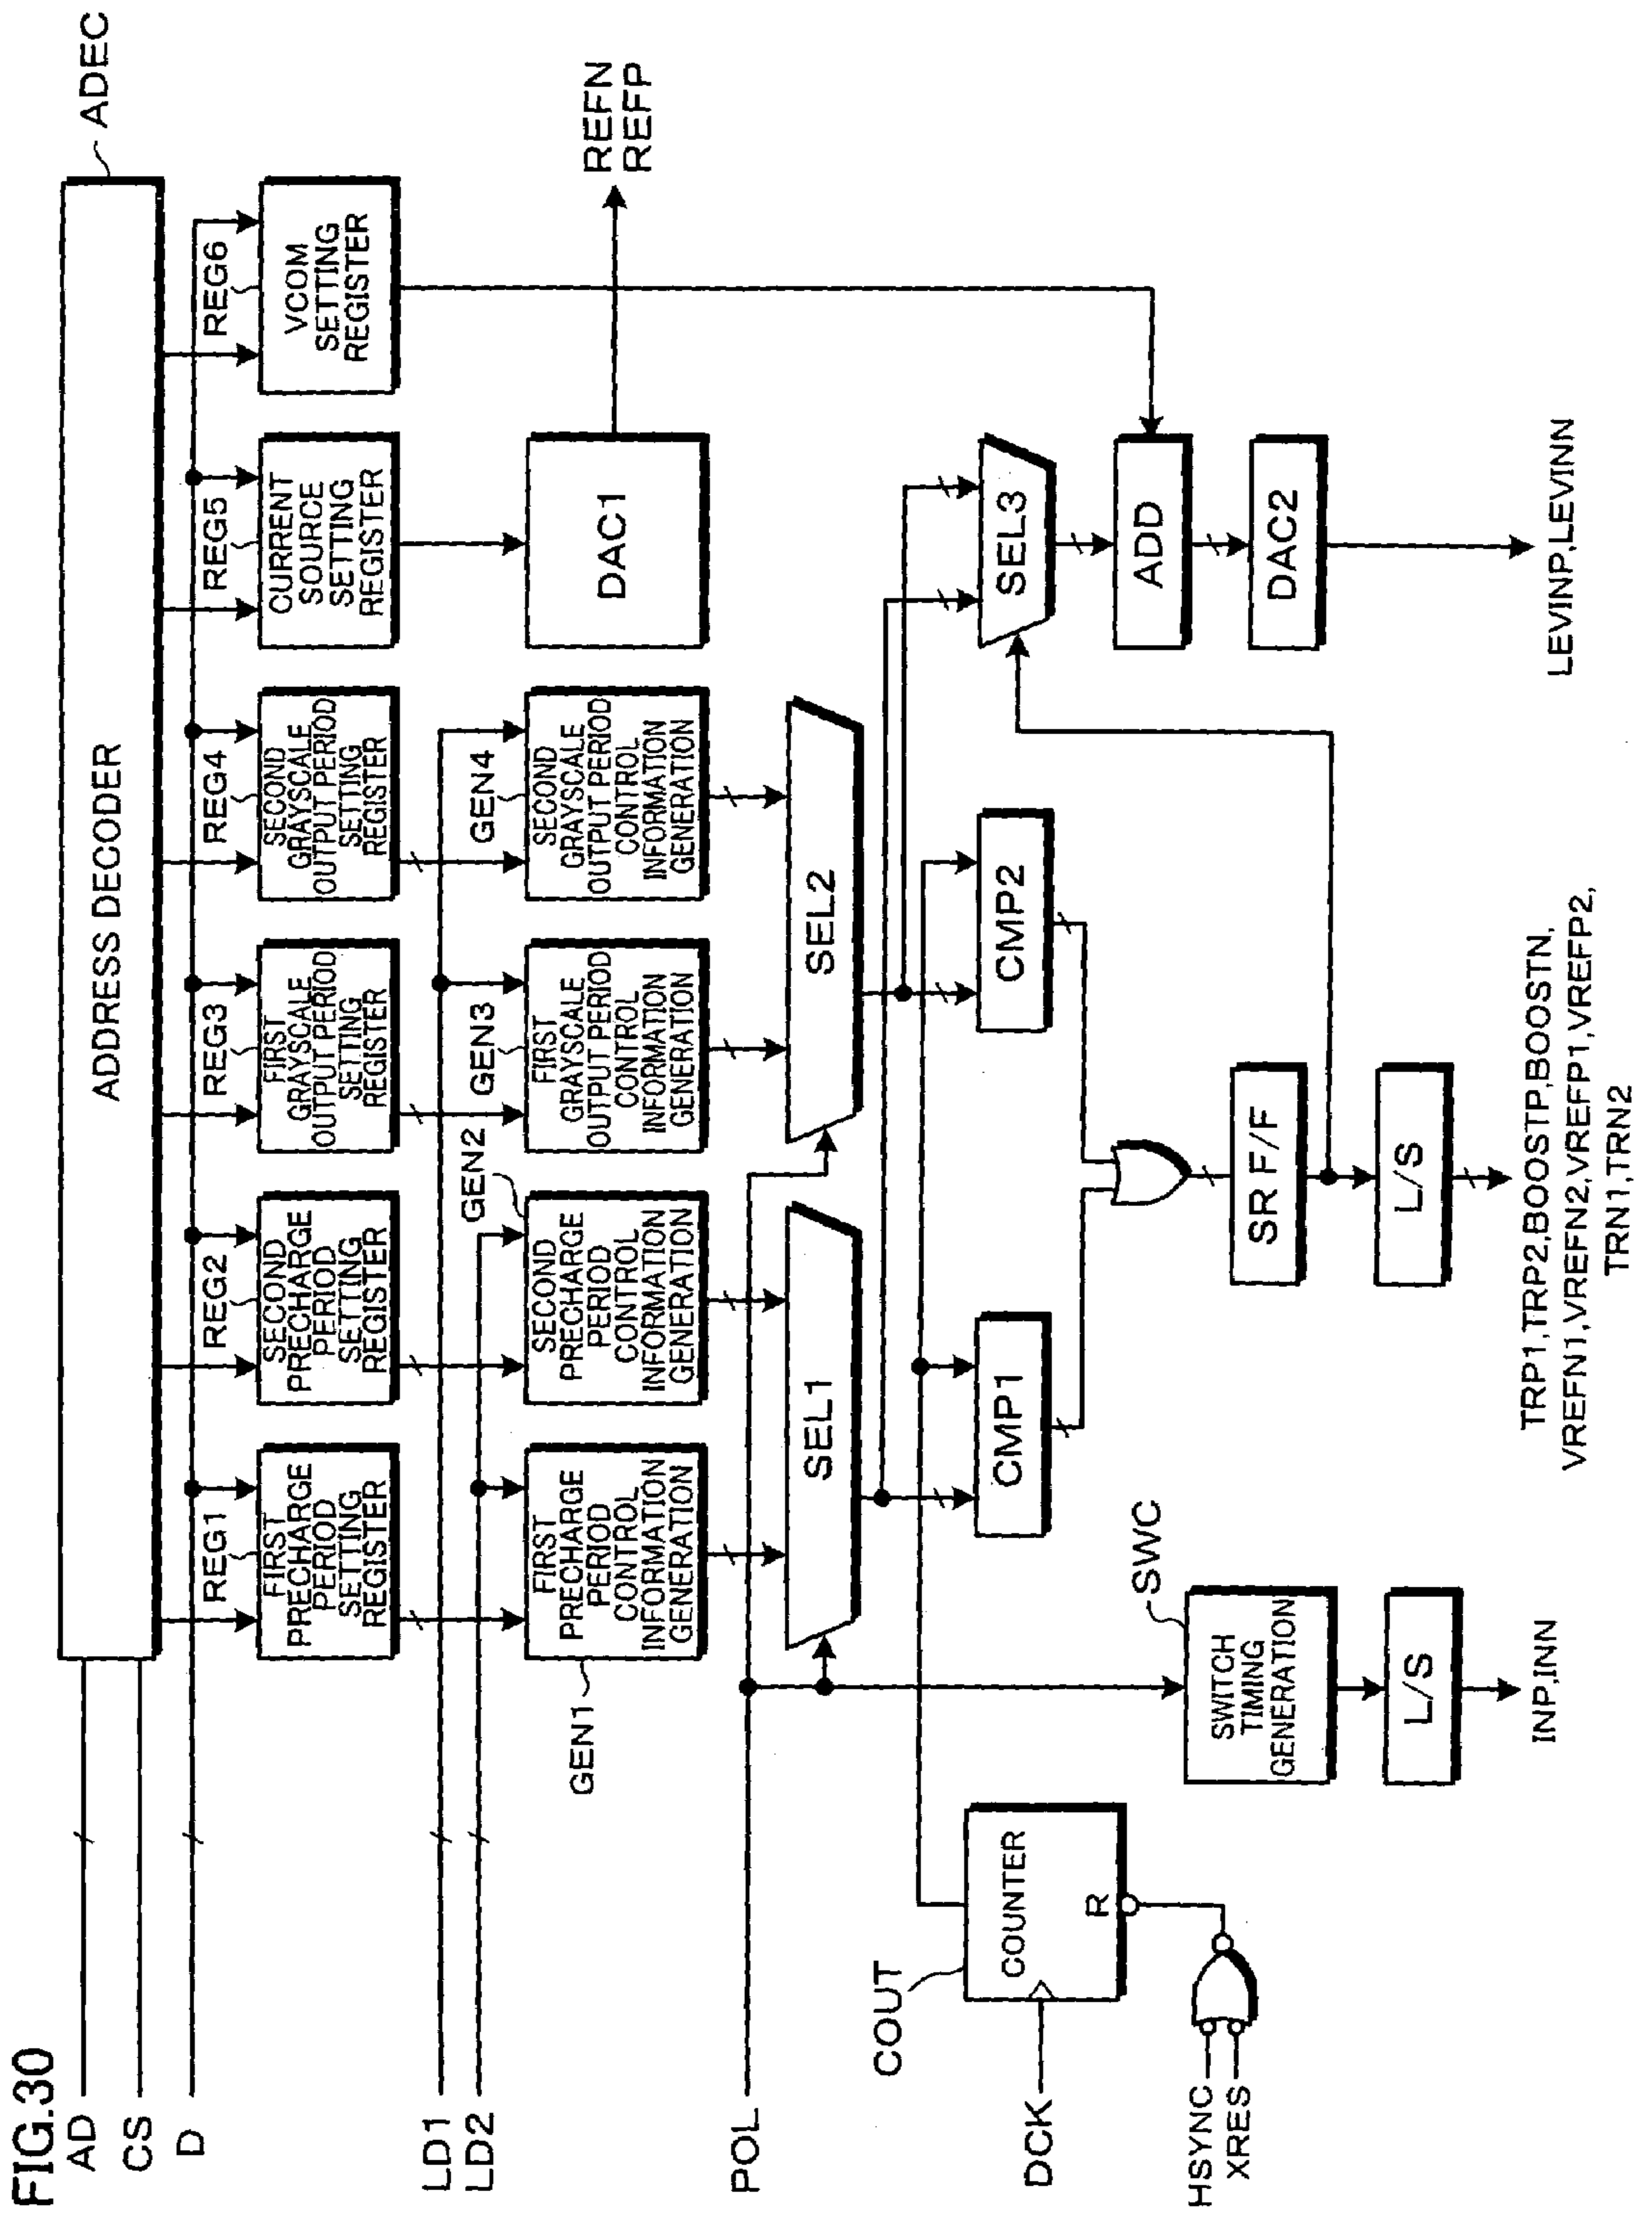 FIG.30
AD
CS
D
LD1
LD2
POL
DCK
HSYNC
XRES
ADDRESS DECODER
ADEC
REG1
FIRST
PRECHARGE
PERIOD
SETTING
REGISTER
REG2
SECOND
PRECHARGE
PERIOD
SETTING
REGISTER
REG3
FIRST
GRAYSCALE
OUTPUT PERIOD
SETTING
REGISTER
REG4
SECOND
GRAYSCALE
OUTPUT PERIOD
SETTING
REGISTER
REG5
CURRENT
SOURCE
SETTING
REGISTER
REG6
VCOM
SETTING
REGISTER
GEN1
FIRST
PRECHARGE
PERIOD
CONTROL
INFORMATION
GENERATION
GEN2
SECOND
PRECHARGE
PERIOD
CONTROL
INFORMATION
GENERATION
GEN3
FIRST
GRAYSCALE
OUTPUT PERIOD
CONTROL
INFORMATION
GENERATION
GEN4
SECOND
GRAYSCALE
OUTPUT PERIOD
CONTROL
INFORMATION
GENERATION
DAC1
REFN
REFP
SEL1
SEL2
COUT
COUNTER
R
CMP1
CMP2
SEL3
ADD
DAC2
LEVINP,LEVINN
SWC
SWITCH
TIMING
GENERATION
L/S
INP,INN
SR F/F
L/S
TRP1,TRP2,BOOSTP,BOOSTN,
VREFN1,VREFN2,VREFP1,VREFP2,
TRN1,TRN2